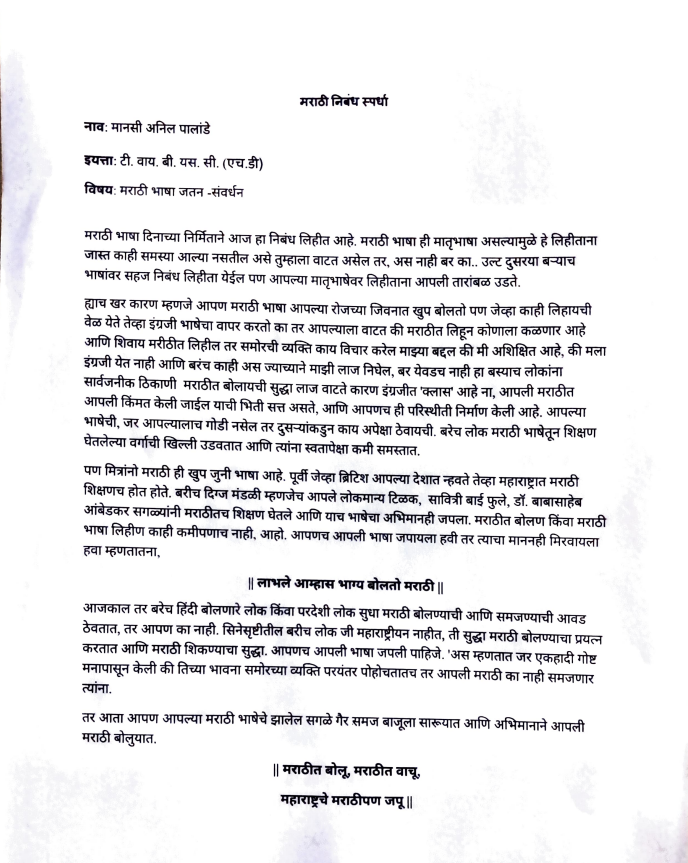 मराठी निबंध स्पर्धा
नाव: मानसी अनिल पालांडे
इयत्ता: टी. वाय. बी. यस. सी. (एच.डी)
विषय: मराठी भाषा जतन -संवर्धन
मराठी भाषा दिनाच्या निर्मिताने आज हा निबंध लिहीत आहे. मराठी भाषा ही मातृभाषा असल्यामुळे हे लिहीताना
जास्त काही समस्या आल्या नसतील असे तुम्हाला वाटत असेल तर, अस नाही बर का.. उल्ट दुसरया बऱ्याच
भाषांवर सहज निबंध लिहीता येईल पण आपल्या मातृभाषेवर लिहीताना आपली तारांबळ उडते.
ह्याच खर कारण म्हणजे आपण मराठी भाषा आपल्या रोजच्या जिवनात खुप बोलतो पण जेव्हा काही लिहायची
वेळ येते तेव्हा इंग्रजी भाषेचा वापर करतो का तर आपल्याला वाटत की मराठीत लिहून कोणाला कळणार आहे
आणि शिवाय मरीठीत लिहील तर समोरची व्यक्ति काय विचार करेल माझ्या बद्दल की मी अशिक्षित आहे, की मला
इंग्रजी येत नाही आणि बरंच काही अस ज्याच्याने माझी लाज निघेल, बर येवडच नाही हा बऱ्याच लोकांना
सार्वजनीक ठिकाणी मराठीत बोलायची सुद्धा लाज वाटते कारण इंग्रजीत 'क्लास' आहे ना, आपली मराठीत
आपली किंमत केली जाईल याची भिती सत्त असते, आणि आपणच ही परिस्थीती निर्माण केली आहे. आपल्या
भाषेची, जर आपल्यालाच गोडी नसेल तर दुसऱ्यांकडुन काय अपेक्षा ठेवायची. बरेच लोक मराठी भाषेतून शिक्षण
घेतलेल्या वर्गाची खिल्ली उडवतात आणि त्यांना स्वतापेक्षा कमी समस्तात.
पण मित्रांनो मराठी ही खुप जुनी भाषा आहे. पूर्वी जेव्हा ब्रिटिश आपल्या देशात न्हवते तेव्हा महाराष्ट्रात मराठी
शिक्षणच होत होते. बरीच दिग्ज मंडळी म्हणजेच आपले लोकमान्य टिळक, सावित्री बाई फुले, डॉ. बाबासाहेब
आंबेडकर सगळ्यांनी मराठीतच शिक्षण घेतले आणि याच भाषेचा अभिमानही जपला. मराठीत बोलण किंवा मराठी
भाषा लिहीण काही कमीपणाच नाही, आहो. आपणच आपली भाषा जपायला हवी तर त्याचा माननही मिरवायला
हवा म्हणतातना,
|| लाभले आम्हास भाग्य बोलतो मराठी ||
आजकाल तर बरेच हिंदी बोलणारे लोक किंवा परदेशी लोक सुधा मराठी बोलण्याची आणि समजण्याची आवड
ठेवतात, तर आपण का नाही. सिनेसृष्टीतील बरीच लोक जी महाराष्ट्रीयन नाहीत, ती सुद्धा मराठी बोलण्याचा प्रयत्न
करतात आणि मराठी शिकण्याचा सुद्धा. आपणच आपली भाषा जपली पाहिजे. 'अस म्हणतात जर एकहादी गोष्ट
मनापासून केली की तिच्या भावना समोरच्या व्यक्ति परयंतर पोहोचतातच तर आपली मराठी का नाही समजणार
त्यांना.
तर आता आपण आपल्या मराठी भाषेचे झालेल सगळे गैर समज बाजूला सारूयात आणि अभिमानाने आपली
मराठी बोलुयात.
|| मराठीत बोलू, मराठीत वाचू,
महाराष्ट्रचे मराठीपण जपू ||